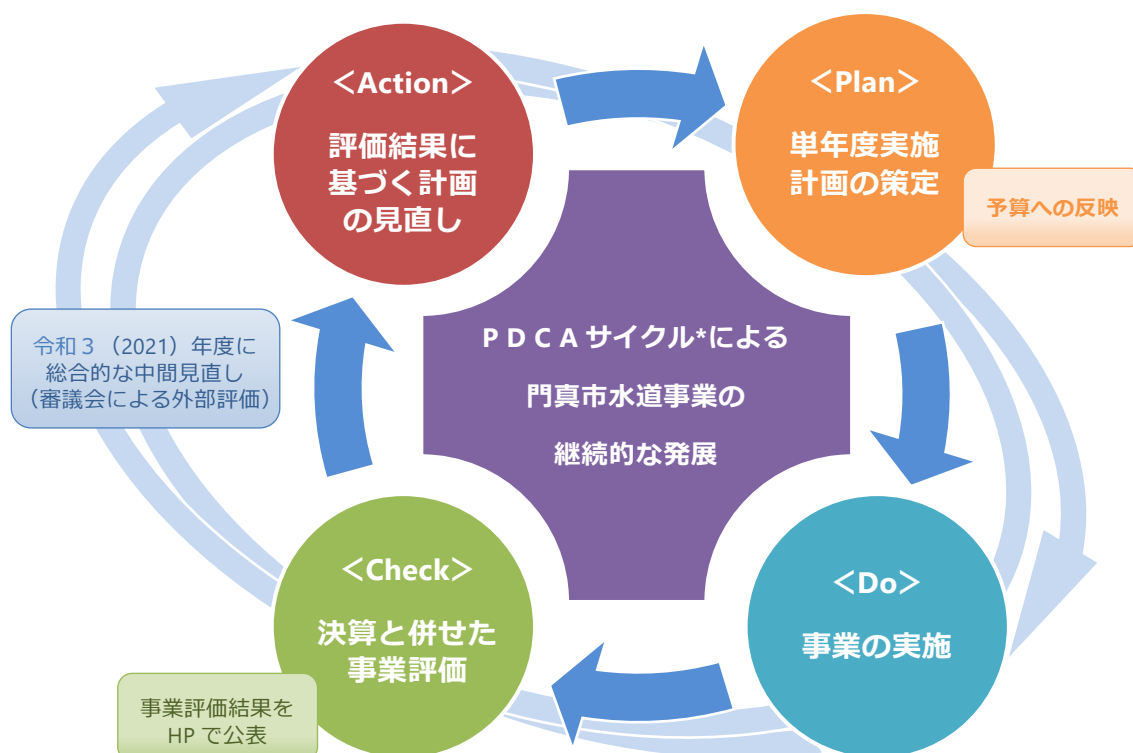 ＜Action＞
評価結果に
基づく計画
の見直し
＜Plan＞
単年度実施
計画の策定
予算への反映
令和３（2021）年度に
総合的な中間見直し
（審議会による外部評価）
ＰＤＣＡサイクル*による
門真市水道事業の
継続的な発展
＜Check＞
決算と併せた
事業評価
＜Do＞
事業の実施
事業評価結果を
HP で公表